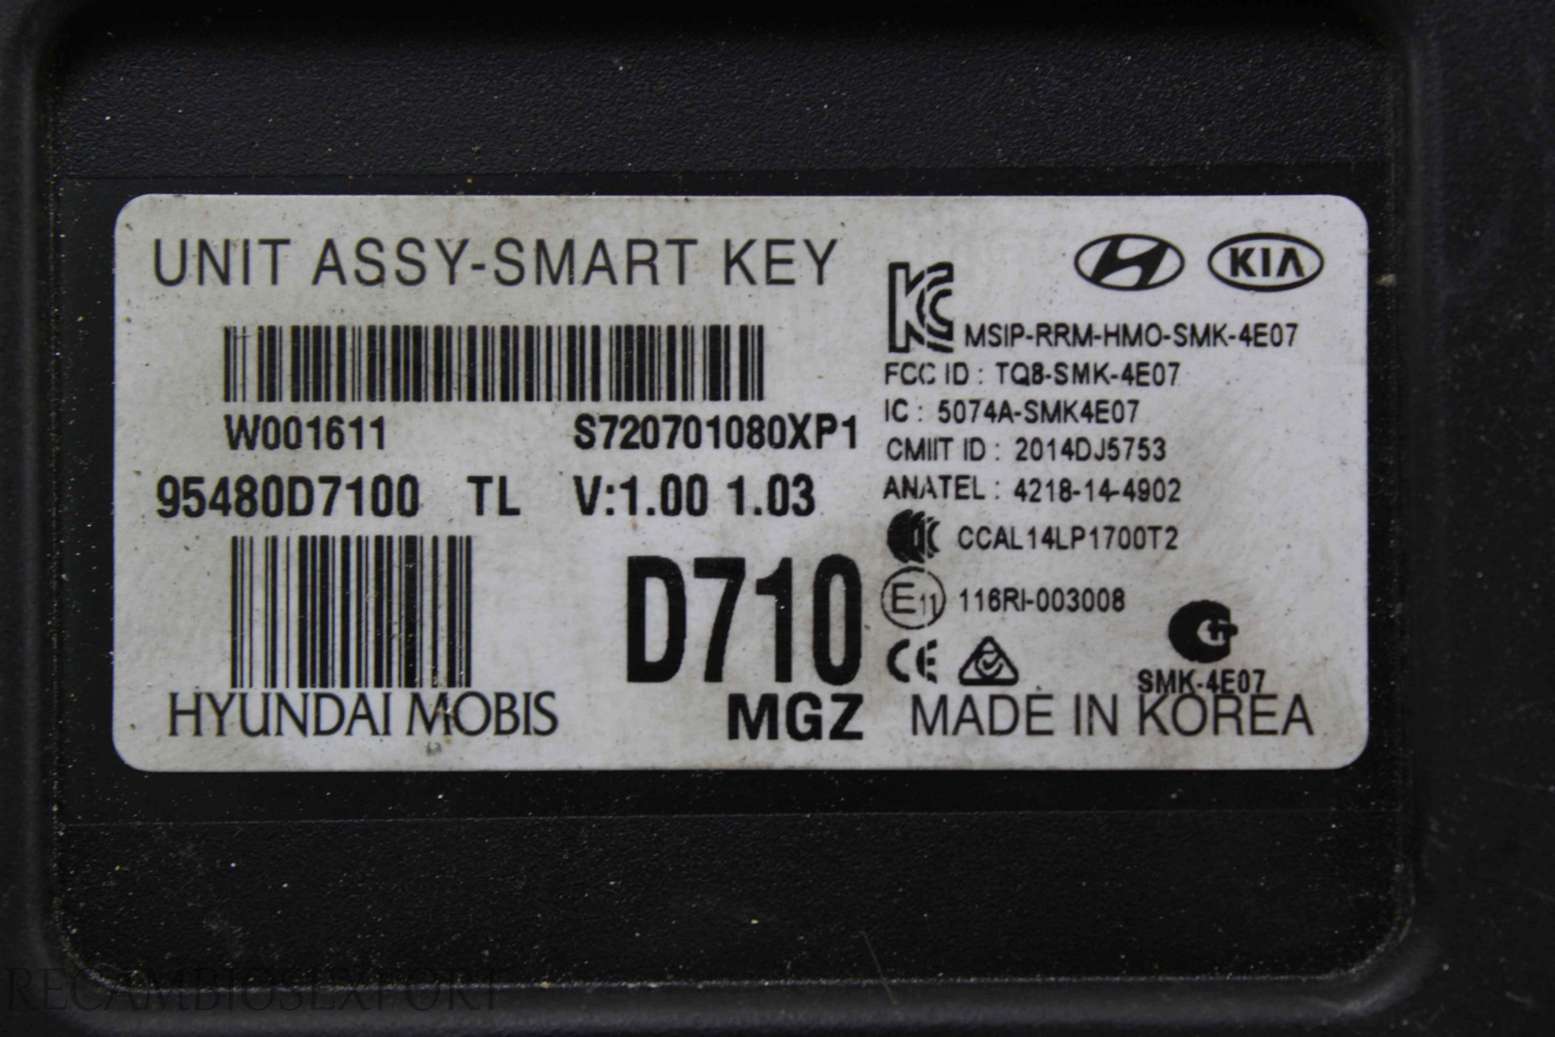 UNIT ASSY-SMART KEY
KIA
W001611 S720701080XP1
95480D7100 TL V:1.00 1.03
D710
MGZ
HYUNDAI MOBIS
MSIP-RRM-HMO-SMK-4E07
FCC ID : TQ8-SMK-4E07
IC : 5074A-SMK4E07
CMIIT ID : 2014DJ5753
ANATEL : 4218-14-4902
CCAL14LP1700T2
E11 116RI-003008
CE
SMK-4E07
MADE IN KOREA
RECAMBIOSEXFORT